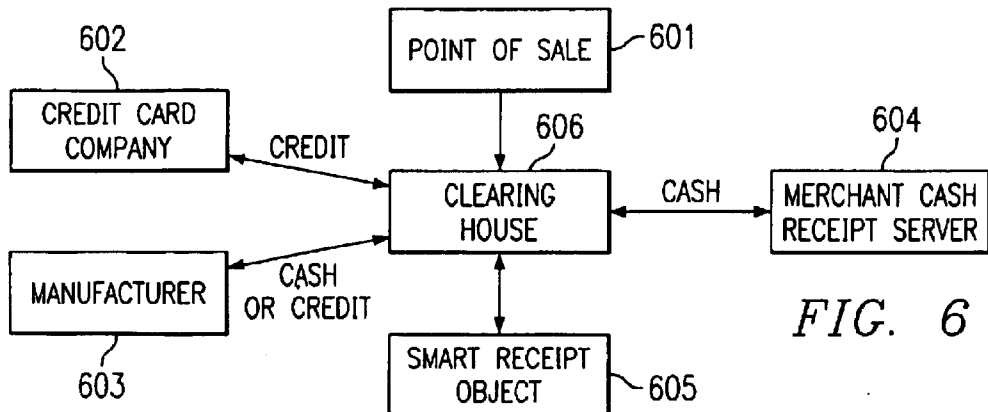 601
POINT OF SALE
602
CREDIT CARD
COMPANY
CREDIT
606
CLEARING
HOUSE
CASH
604
MERCHANT CASH
RECEIPT SERVER
MANUFACTURER
603
CASH
OR CREDIT
SMART RECEIPT
OBJECT
605
FIG. 6